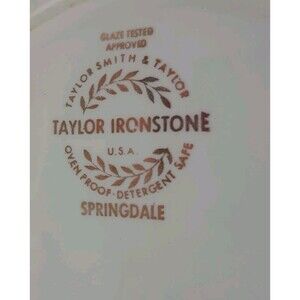 GLAZE TESTED
APPROVED
TAYLOR SMITH & TAYLOR
TAYLOR IRONSTONE
U.S.A.
OVEN PROOF · DETERGENT SAFE
SPRINGDALE